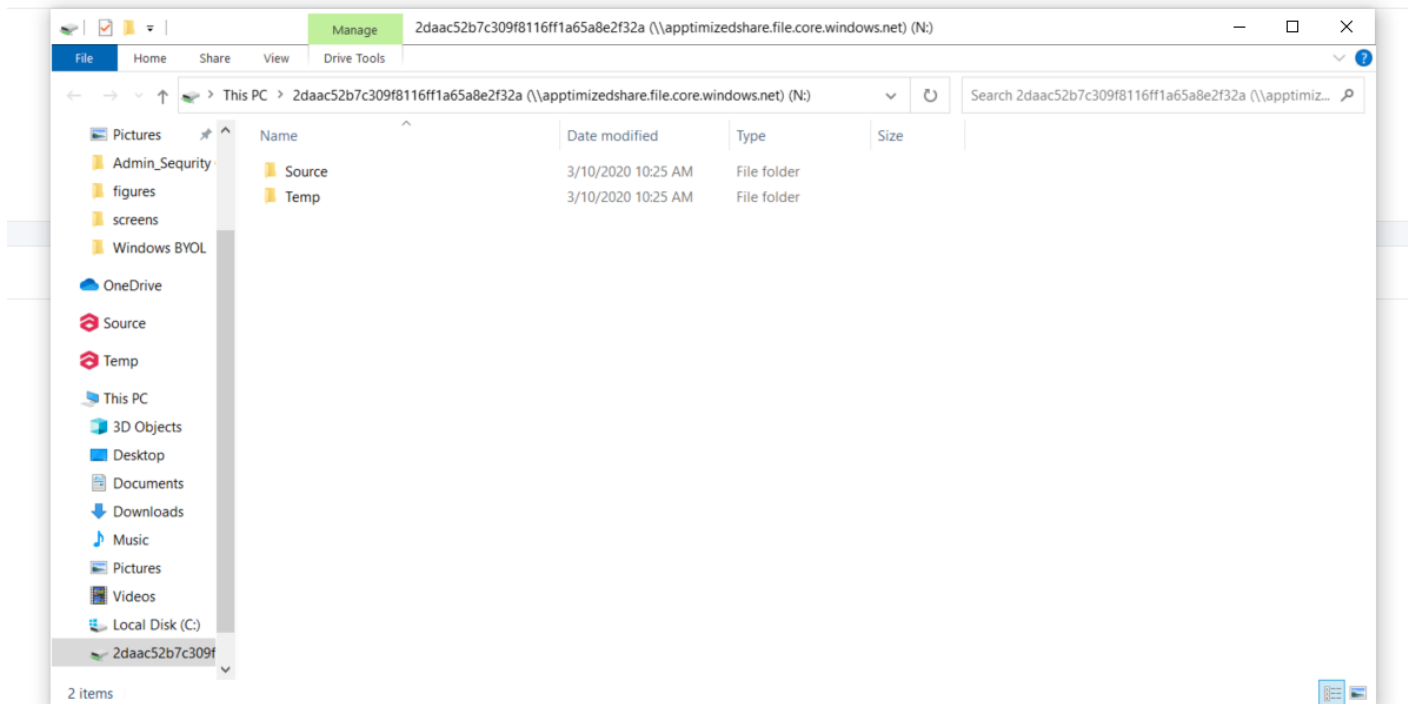 Manage 2daac52b7c309f8116ff1a65a8e2f32a (\\apptimizedshare.file.core.windows.net) (N:)
File Home Share View Drive Tools
This PC > 2daac52b7c309f8116ff1a65a8e2f32a (\\apptimizedshare.file.core.windows.net) (N:) Search 2daac52b7c309f8116ff1a65a8e2f32a (\\apptimiz...
Pictures
Admin_Sequrity
figures
screens
Windows BYOL
OneDrive
Source
Temp
This PC
3D Objects
Desktop
Documents
Downloads
Music
Pictures
Videos
Local Disk (C:)
2daac52b7c309f
Name Date modified Type Size
Source 3/10/2020 10:25 AM File folder
Temp 3/10/2020 10:25 AM File folder
2 items